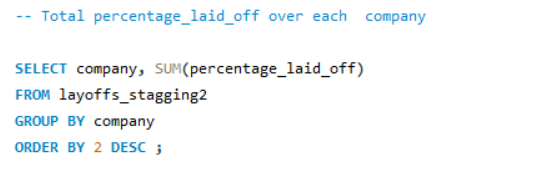 -- Total percentage_laid_off over each  company
SELECT company, SUM(percentage_laid_off)
FROM layoffs_stagging2
GROUP BY company
ORDER BY 2 DESC ;